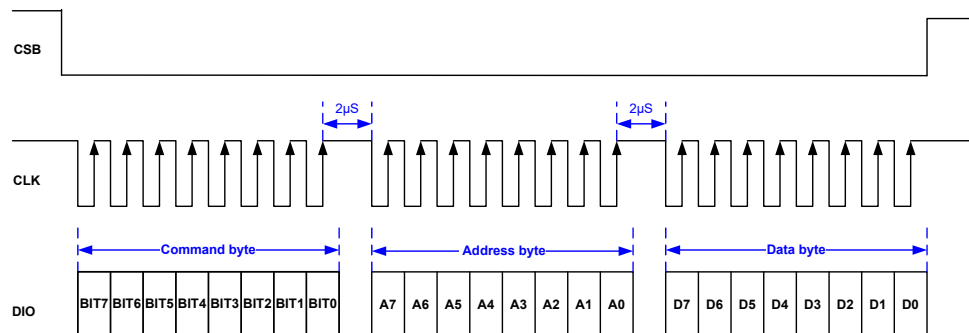 CSB
2µS 2µS
CLK
Command byte Address byte Data byte
DIO BIT7 BIT6 BIT5 BIT4 BIT3 BIT2 BIT1 BIT0 A7 A6 A5 A4 A3 A2 A1 A0 D7 D6 D5 D4 D3 D2 D1 D0